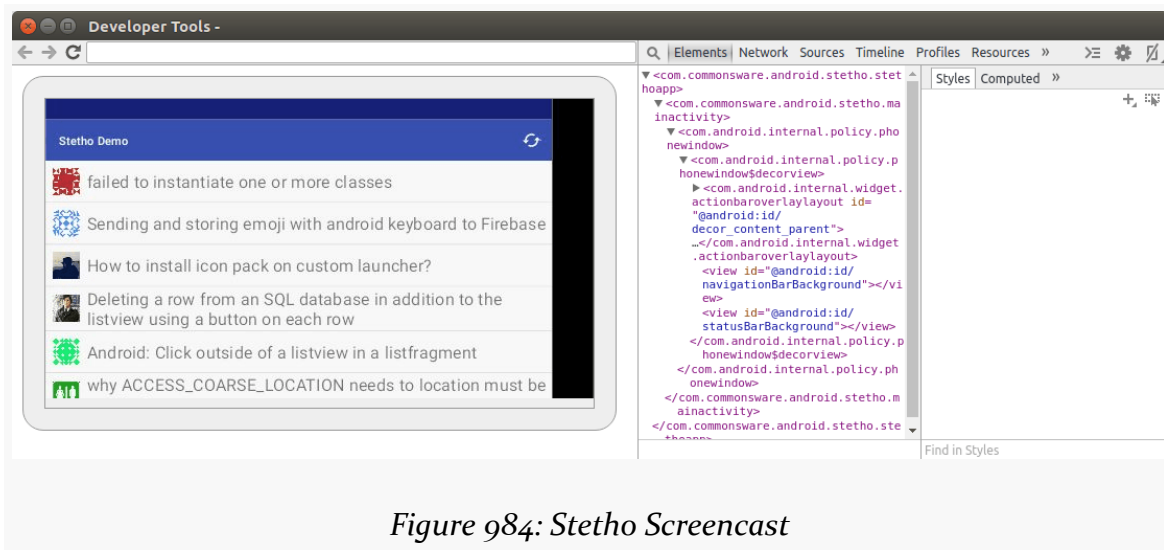 Developer Tools -
Elements Network Sources Timeline Profiles Resources »
Stetho Demo
failed to instantiate one or more classes
Sending and storing emoji with android keyboard to Firebase
How to install icon pack on custom launcher?
Deleting a row from an SQL database in addition to the
listview using a button on each row
Android: Click outside of a listview in a listfragment
why ACCESS_COARSE_LOCATION needs to location must be
▼<com.commonsware.android.stetho.stet
hoapp>
▼<com.commonsware.android.stetho.ma
inactivity>
▼<com.android.internal.policy.pho
newindow>
▼<com.android.internal.policy.p
honewindow$decorview>
▶<com.android.internal.widget.
actionbaroverlaylayout id=
"@android:id/
decor_content_parent">
…</com.android.internal.widget
.actionbaroverlaylayout>
<view id="@android:id/
navigationBarBackground"></vi
ew>
<view id="@android:id/
statusBarBackground"></view>
</com.android.internal.policy.p
honewindow$decorview>
</com.android.internal.policy.ph
onewindow>
</com.commonsware.android.stetho.m
ainactivity>
</com.commonsware.android.stetho.ste
thoapp>
Styles Computed »
Find in Styles
Figure 984: Stetho Screencast